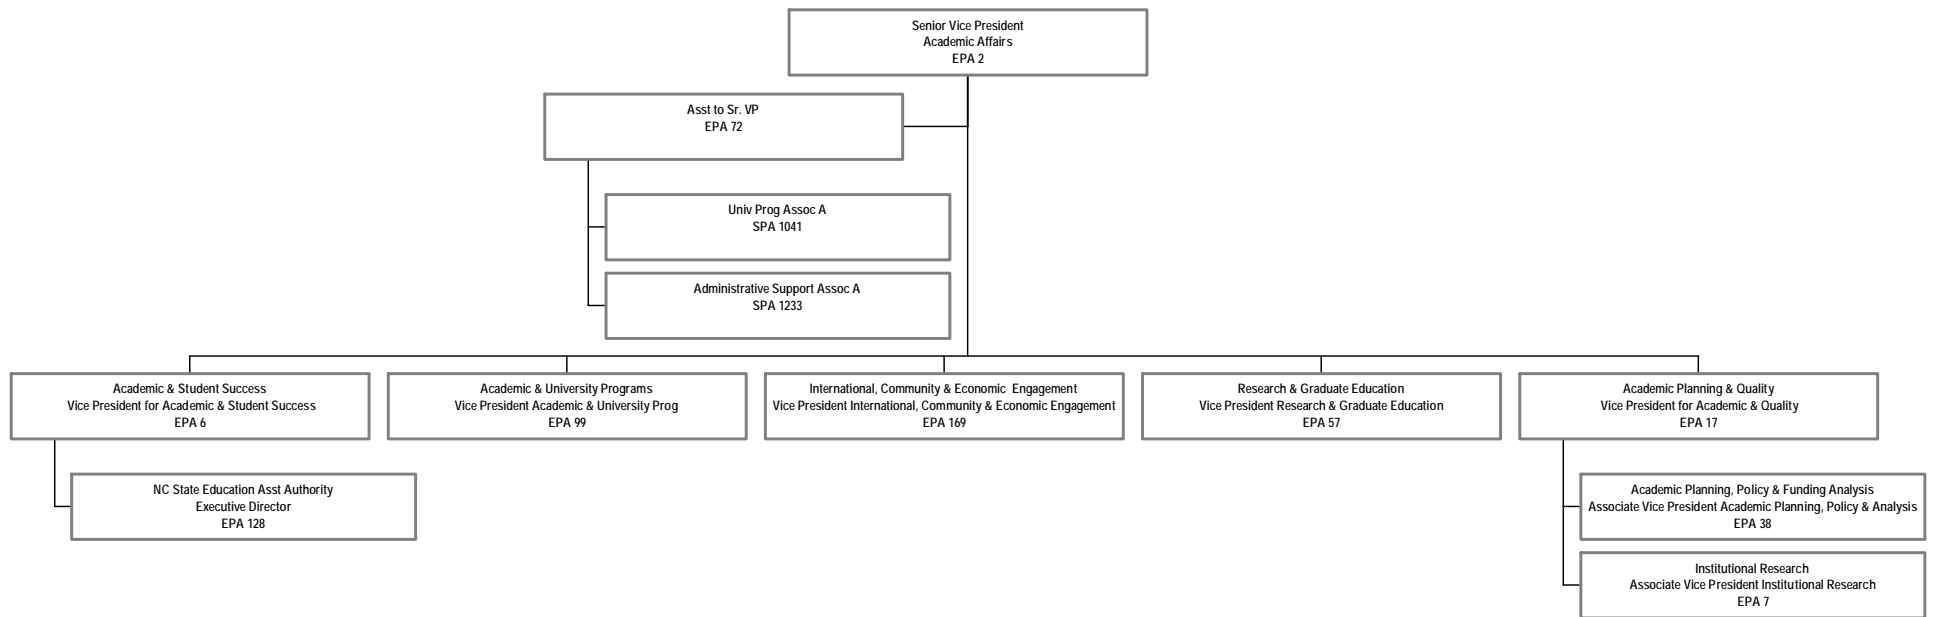 Senior Vice President
Academic Affairs
EPA 2
Asst to Sr. VP
EPA 72
Univ Prog Assoc A
SPA 1041
Administrative Support Assoc A
SPA 1233
Academic & Student Success
Vice President for Academic & Student Success
EPA 6
Academic & University Programs
Vice President Academic & University Prog
EPA 99
International, Community & Economic Engagement
Vice President International, Community & Economic Engagement
EPA 169
Research & Graduate Education
Vice President Research & Graduate Education
EPA 57
Academic Planning & Quality
Vice President for Academic & Quality
EPA 17
NC State Education Asst Authority
Executive Director
EPA 128
Academic Planning, Policy & Funding Analysis
Associate Vice President Academic Planning, Policy & Analysis
EPA 38
Institutional Research
Associate Vice President Institutional Research
EPA 7